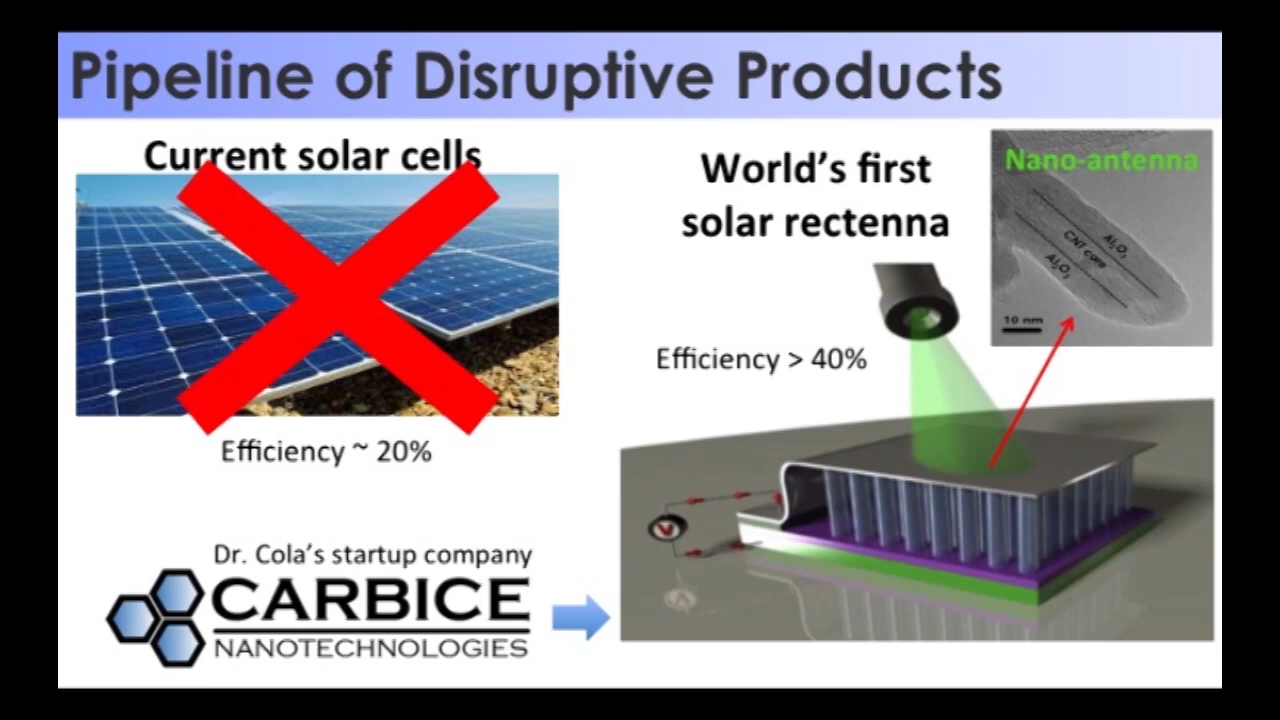 Pipeline of Disruptive Products
Current solar cells
Efficiency ~ 20%
Dr. Cola's startup company
CARBICE
NANOTECHNOLOGIES
World's first
solar rectenna
Efficiency > 40%
Nano-antenna
Al₂O₃
CNT core
Al₂O₃
10 nm
V